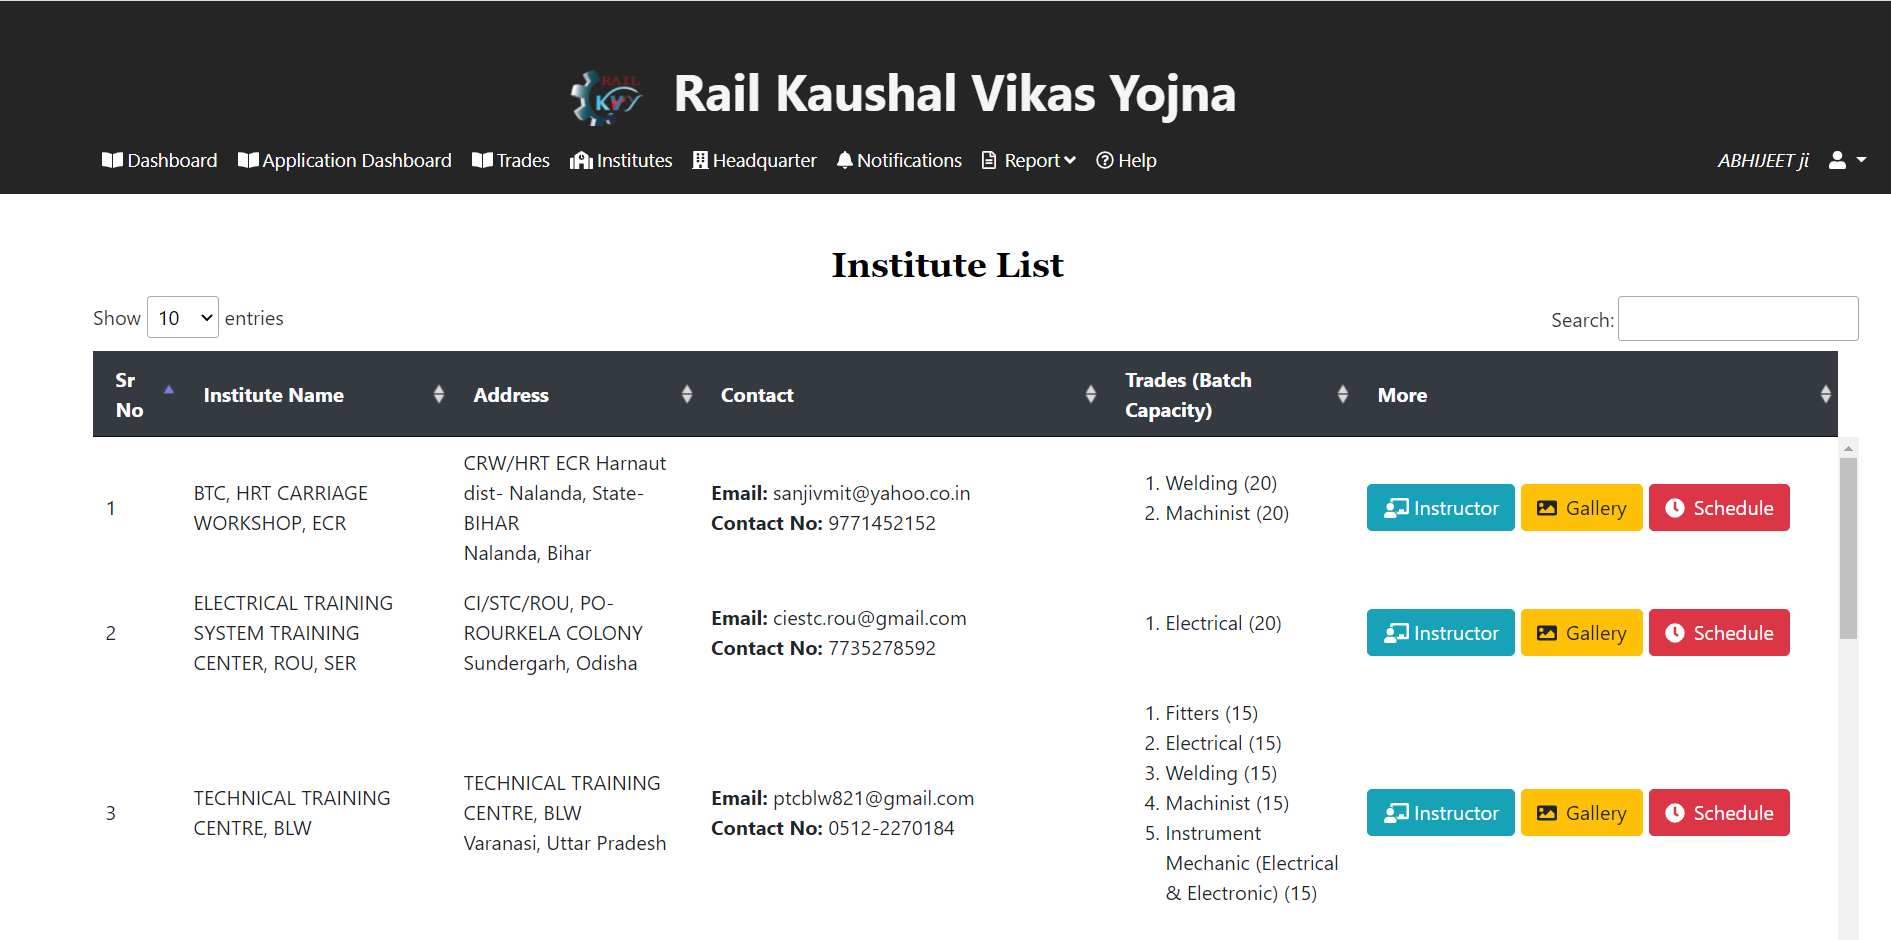 RAIL
KVY
Rail Kaushal Vikas Yojna
Dashboard Application Dashboard Trades Institutes Headquarter Notifications Report Help ABHIJEET ji
Institute List
Show 10 entries
Search:
Sr No Institute Name Address Contact Trades (Batch Capacity) More
1
BTC, HRT CARRIAGE
WORKSHOP, ECR
CRW/HRT ECR Harnaut
dist- Nalanda, State-
BIHAR
Nalanda, Bihar
Email: sanjivmit@yahoo.co.in
Contact No: 9771452152
1. Welding (20)
2. Machinist (20)
Instructor Gallery Schedule
2
ELECTRICAL TRAINING
SYSTEM TRAINING
CENTER, ROU, SER
CI/STC/ROU, PO-
ROURKELA COLONY
Sundergarh, Odisha
Email: ciestc.rou@gmail.com
Contact No: 7735278592
1. Electrical (20)
Instructor Gallery Schedule
3
TECHNICAL TRAINING
CENTRE, BLW
TECHNICAL TRAINING
CENTRE, BLW
Varanasi, Uttar Pradesh
Email: ptcblw821@gmail.com
Contact No: 0512-2270184
1. Fitters (15)
2. Electrical (15)
3. Welding (15)
4. Machinist (15)
5. Instrument
Mechanic (Electrical
& Electronic) (15)
Instructor Gallery Schedule